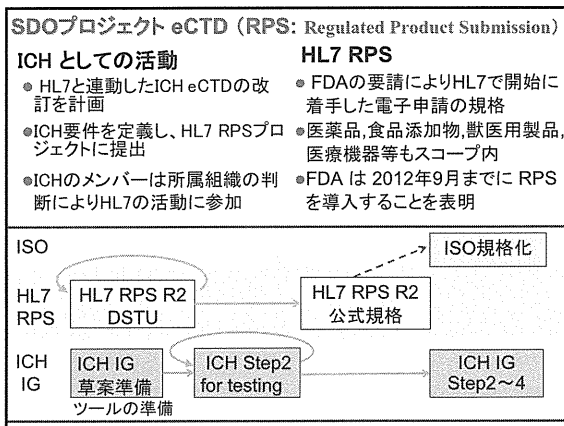 SDOプロジェクト eCTD (RPS: Regulated Product Submission)
ICH としての活動
● HL7と連動したICH eCTDの改
訂を計画
●ICH要件を定義し、HL7 RPSプロ
ジェクトに提出
●ICHのメンバーは所属組織の判
断によりHL7の活動に参加
HL7 RPS
● FDAの要請によりHL7で開始に
着手した電子申請の規格
●医薬品,食品添加物,獣医用製品,
医療機器等もスコープ内
●FDA は 2012年9月までに RPS
を導入することを表明
ISO
ISO規格化
HL7
RPS
HL7 RPS R2
DSTU
HL7 RPS R2
公式規格
ICH
IG
ICH IG
草案準備
ツールの準備
ICH Step2
for testing
ICH IG
Step2～4